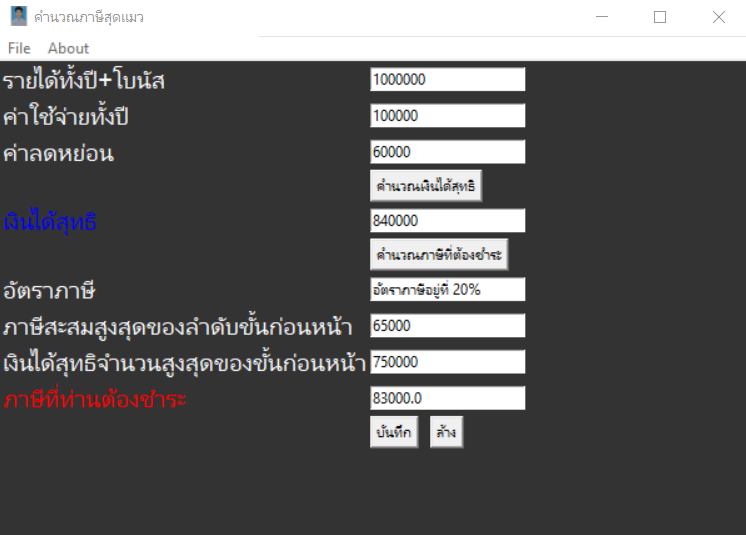 คำนวณภาษีสุดแมว
File About
รายได้ทั้งปี+โบนัส 1000000
ค่าใช้จ่ายทั้งปี 100000
ค่าลดหย่อน 60000
คำนวณเงินได้สุทธิ
เงินได้สุทธิ 840000
คำนวณภาษีที่ต้องชำระ
อัตราภาษี อัตราภาษีอยู่ที่ 20%
ภาษีสะสมสูงสุดของลำดับขั้นก่อนหน้า 65000
เงินได้สุทธิจำนวนสูงสุดของขั้นก่อนหน้า 750000
ภาษีที่ท่านต้องชำระ 83000.0
บันทึก ล้าง